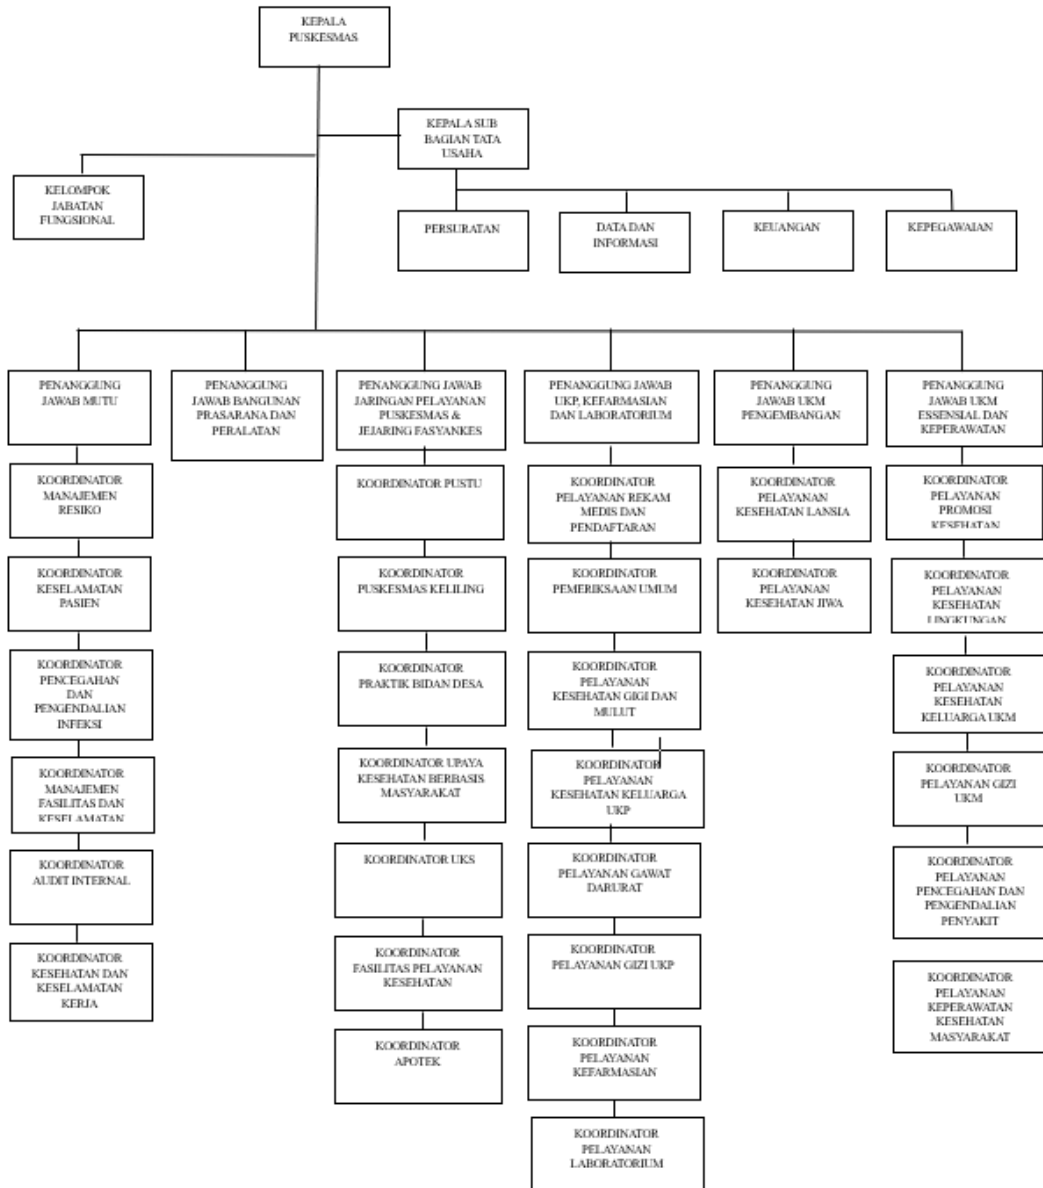 KEPALA
PUSKESMAS
KEPALA SUB
BAGIAN TATA
USAHA
KELOMPOK
JABATAN
FUNGSIONAL
PERSURATAN
DATA DAN
INFORMASI
KEUANGAN
KEPEGAWAIAN
PENANGGUNG
JAWAB MUTU
KOORDINATOR
MANAJEMEN
RESIKO
KOORDINATOR
KESELAMATAN
PASIEN
KOORDINATOR
PENCEGAHAN
DAN
PENGENDALIAN
INFEKSI
KOORDINATOR
MANAJEMEN
FASILITAS DAN
KESELAMATAN
KOORDINATOR
AUDIT INTERNAL
KOORDINATOR
KESEHATAN DAN
KESELAMATAN
KERJA
PENANGGUNG
JAWAB BANGUNAN
PRASARANA DAN
PERALATAN
PENANGGUNG JAWAB
JARINGAN PELAYANAN
PUSKESMAS &
JEJARING FASYANKES
KOORDINATOR PUSTU
KOORDINATOR
PUSKESMAS KELILING
KOORDINATOR
PRAKTIK BIDAN DESA
KOORDINATOR UPAYA
KESEHATAN BERBASIS
MASYARAKAT
KOORDINATOR UKS
KOORDINATOR
FASILITAS PELAYANAN
KESEHATAN
KOORDINATOR
APOTEK
PENANGGUNG JAWAB
UKP, KEFARMASIAN
DAN LABORATORIUM
KOORDINATOR
PELAYANAN REKAM
MEDIS DAN
PENDAFTARAN
KOORDINATOR
PEMERIKSAAN UMUM
KOORDINATOR
PELAYANAN
KESEHATAN GIGI DAN
MULUT
KOORDINATOR
PELAYANAN
KESEHATAN KELUARGA
UKP
KOORDINATOR
PELAYANAN GAWAT
DARURAT
KOORDINATOR
PELAYANAN GIZI UKP
KOORDINATOR
PELAYANAN
KEFARMASIAN
KOORDINATOR
PELAYANAN
LABORATORIUM
PENANGGUNG
JAWAB UKM
PENGEMBANGAN
KOORDINATOR
PELAYANAN
KESEHATAN LANSIA
KOORDINATOR
PELAYANAN
KESEHATAN JIWA
PENANGGUNG
JAWAB UKM
ESSENSIAL DAN
KEPERAWATAN
KOORDINATOR
PELAYANAN
PROMOSI
KESEHATAN
KOORDINATOR
PELAYANAN
KESEHATAN
LINGKUNGAN
KOORDINATOR
PELAYANAN
KESEHATAN
KELUARGA UKM
KOORDINATOR
PELAYANAN GIZI
UKM
KOORDINATOR
PELAYANAN
PENCEGAHAN DAN
PENGENDALIAN
PENYAKIT
KOORDINATOR
PELAYANAN
KEPERAWATAN
KESEHATAN
MASYARAKAT